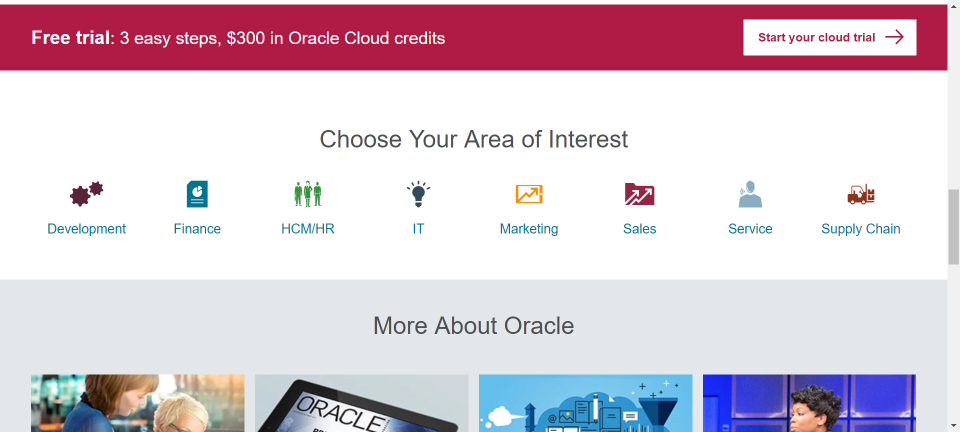 Free trial: 3 easy steps, $300 in Oracle Cloud credits
Start your cloud trial
Choose Your Area of Interest
Development
Finance
HCM/HR
IT
Marketing
Sales
Service
Supply Chain
More About Oracle
ORACLE